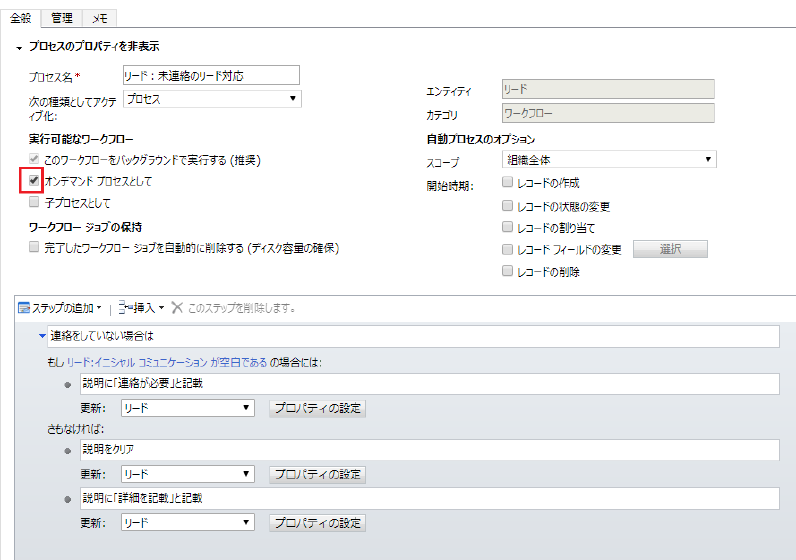 全般 管理 メモ
プロセスのプロパティを非表示
プロセス名* リード：未連絡のリード対応
次の種類としてアクティブ化: プロセス
エンティティ リード
カテゴリ ワークフロー
実行可能なワークフロー
このワークフローをバックグラウンドで実行する (推奨)
オンデマンド プロセスとして
子プロセスとして
ワークフロー ジョブの保持
完了したワークフロー ジョブを自動的に削除する (ディスク容量の確保)
自動プロセスのオプション
スコープ 組織全体
開始時期: レコードの作成
レコードの状態の変更
レコードの割り当て
レコード フィールドの変更 選択
レコードの削除
ステップの追加 挿入 このステップを削除します。
連絡をしていない場合は
もし リード:イニシャル コミュニケーション が空白である の場合には:
説明に「連絡が必要」と記載
更新: リード プロパティの設定
さもなければ:
説明をクリア
更新: リード プロパティの設定
説明に「詳細を記載」と記載
更新: リード プロパティの設定